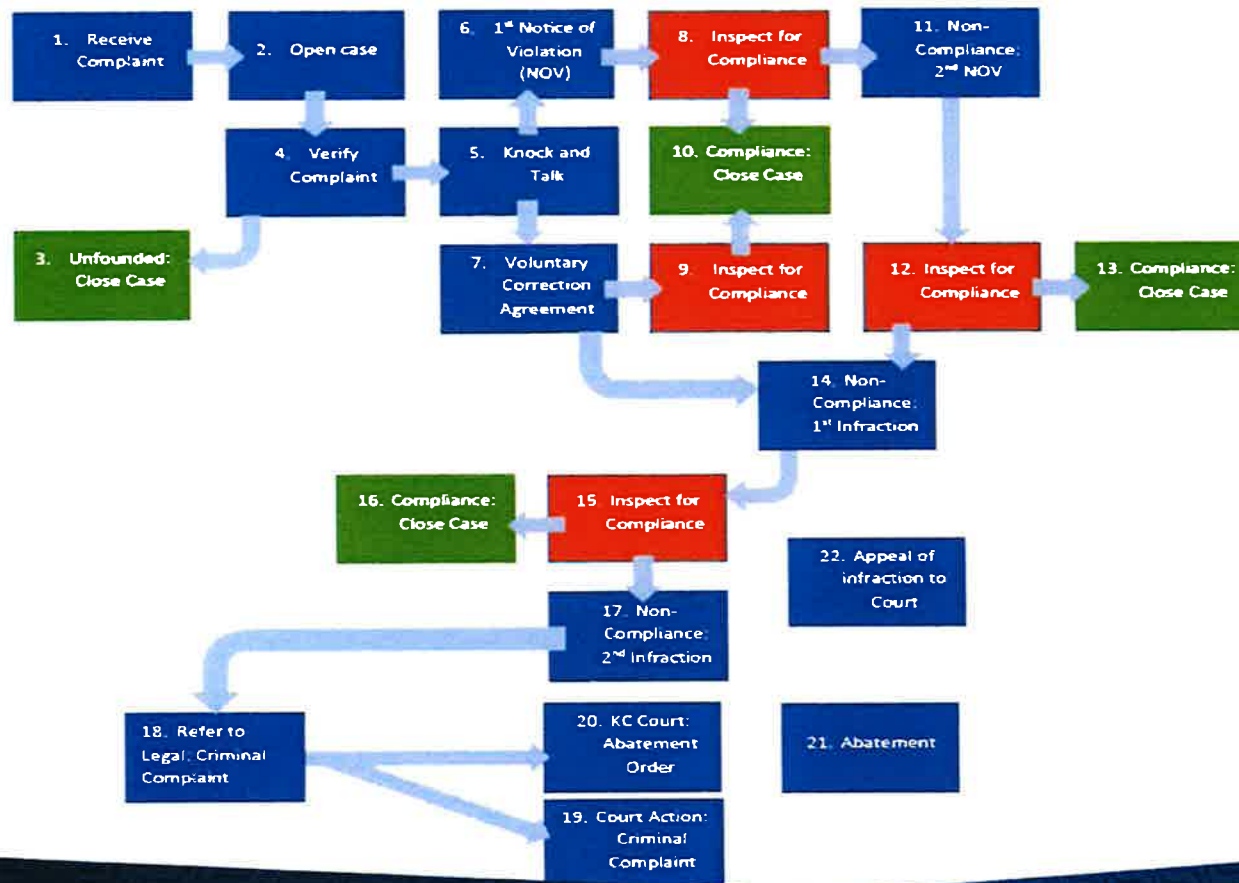 1. Receive
Complaint
2. Open case
6. 1st Notice of
Violation
(NOV)
8. Inspect for
Compliance
11. Non-
Compliance:
2nd NOV
4. Verify
Complaint
5. Knock and
Talk
10. Compliance:
Close Case
3. Unfounded:
Close Case
7. Voluntary
Correction
Agreement
9. Inspect for
Compliance
12. Inspect for
Compliance
13. Compliance:
Close Case
14. Non-
Compliance:
1st Infraction
16. Compliance:
Close Case
15. Inspect for
Compliance
22. Appeal of
infraction to
Court
17. Non-
Compliance:
2nd Infraction
18. Refer to
Legal: Criminal
Complaint
20. KC Court:
Abatement
Order
21. Abatement
19. Court Action:
Criminal
Complaint